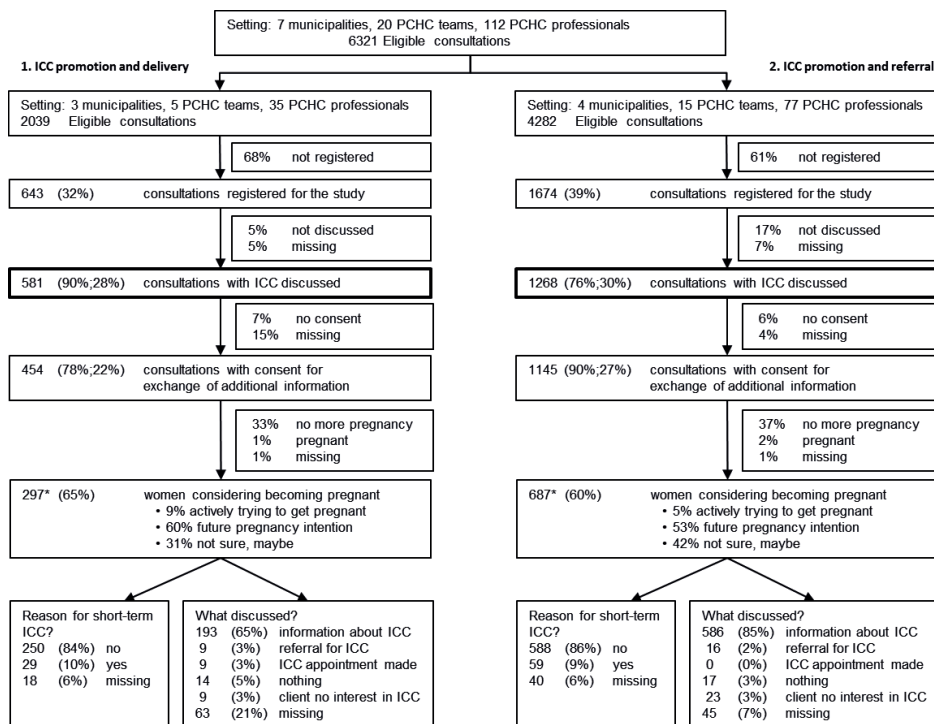 Setting: 7 municipalities, 20 PCHC teams, 112 PCHC professionals
6321 Eligible consultations
1. ICC promotion and delivery
2. ICC promotion and referral
Setting: 3 municipalities, 5 PCHC teams, 35 PCHC professionals
2039 Eligible consultations
68% not registered
643 (32%) consultations registered for the study
5% not discussed
5% missing
581 (90%;28%) consultations with ICC discussed
7% no consent
15% missing
454 (78%;22%) consultations with consent for
exchange of additional information
33% no more pregnancy
1% pregnant
1% missing
297* (65%) women considering becoming pregnant
• 9% actively trying to get pregnant
• 60% future pregnancy intention
• 31% not sure, maybe
Reason for short-term
ICC?
250 (84%) no
29 (10%) yes
18 (6%) missing
What discussed?
193 (65%) information about ICC
9 (3%) referral for ICC
9 (3%) ICC appointment made
14 (5%) nothing
9 (3%) client no interest in ICC
63 (21%) missing
Setting: 4 municipalities, 15 PCHC teams, 77 PCHC professionals
4282 Eligible consultations
61% not registered
1674 (39%) consultations registered for the study
17% not discussed
7% missing
1268 (76%;30%) consultations with ICC discussed
6% no consent
4% missing
1145 (90%;27%) consultations with consent for
exchange of additional information
37% no more pregnancy
2% pregnant
1% missing
687* (60%) women considering becoming pregnant
• 5% actively trying to get pregnant
• 53% future pregnancy intention
• 42% not sure, maybe
Reason for short-term
ICC?
588 (86%) no
59 (9%) yes
40 (6%) missing
What discussed?
586 (85%) information about ICC
16 (2%) referral for ICC
0 (0%) ICC appointment made
17 (3%) nothing
23 (3%) client no interest in ICC
45 (7%) missing